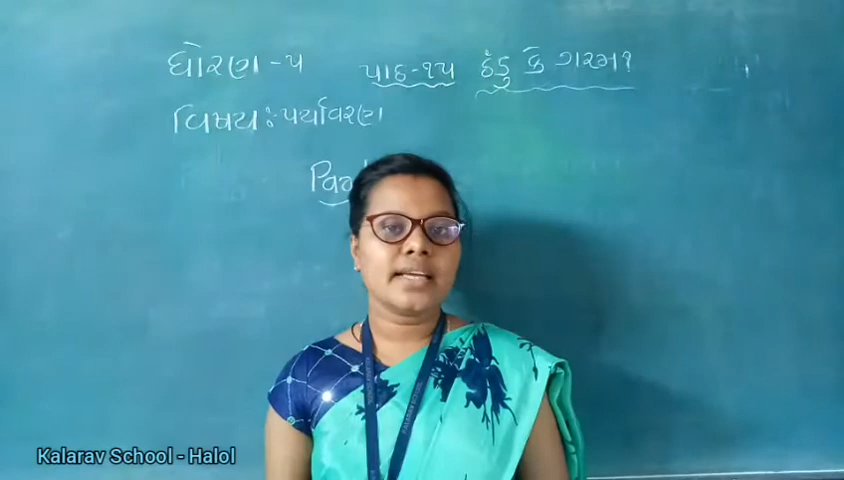 ધોરણ - ૫
પાઠ - ૧૫ ઠંડુ કે ગરમ?
વિષય : પર્યાવરણ
Kalarav School - Halol